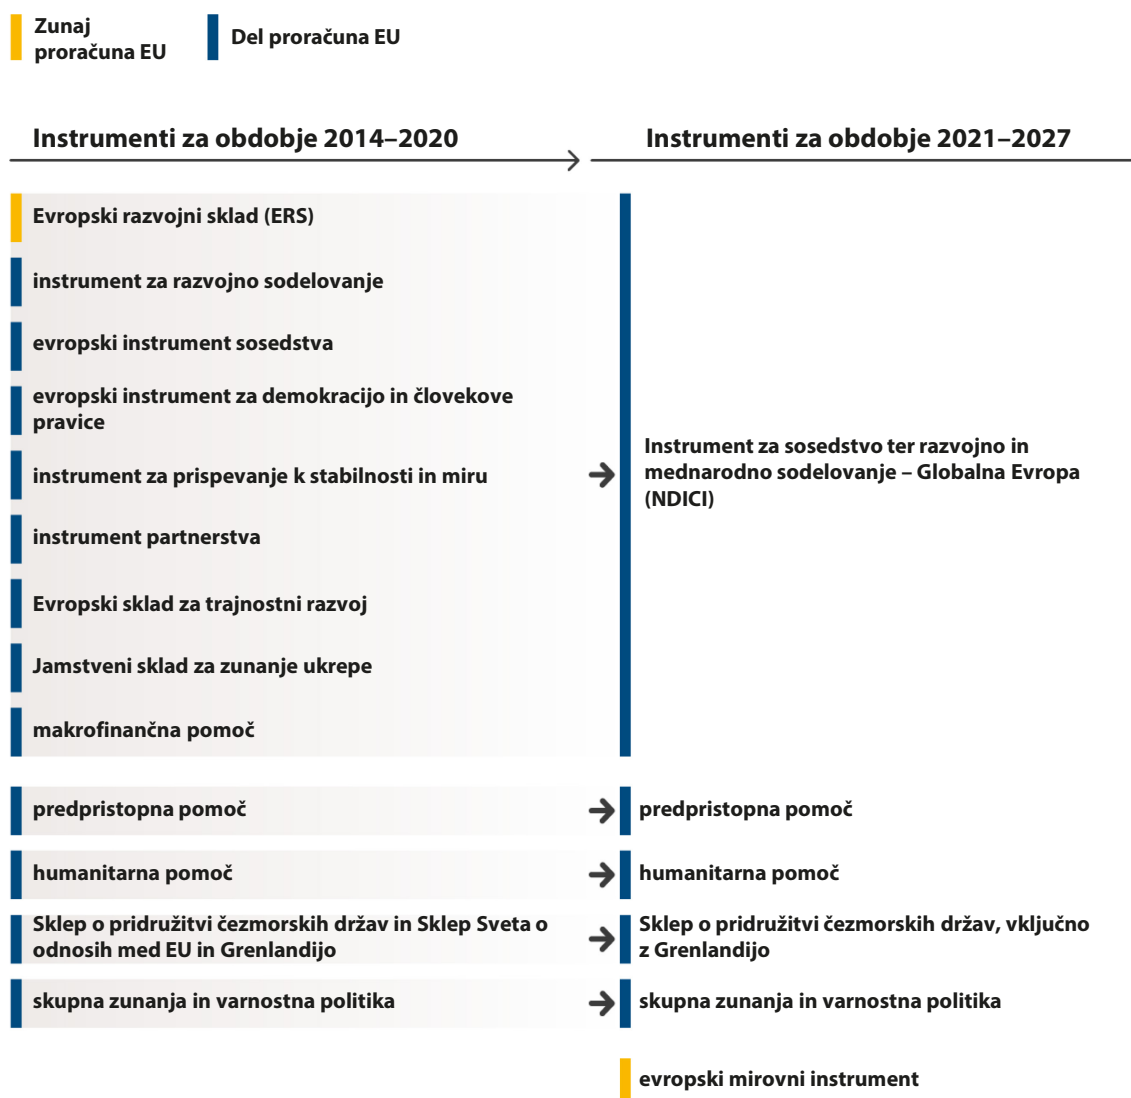 Zunaj
proračuna EU
Del proračuna EU
Instrumenti za obdobje 2014–2020
Instrumenti za obdobje 2021–2027
Evropski razvojni sklad (ERS)
instrument za razvojno sodelovanje
evropski instrument sosedstva
evropski instrument za demokracijo in človekove
pravice
instrument za prispevanje k stabilnosti in miru
instrument partnerstva
Evropski sklad za trajnostni razvoj
Jamstveni sklad za zunanje ukrepe
makrofinančna pomoč
Instrument za sosedstvo ter razvojno in
mednarodno sodelovanje – Globalna Evropa
(NDICI)
predpristopna pomoč
predpristopna pomoč
humanitarna pomoč
humanitarna pomoč
Sklep o pridružitvi čezmorskih držav in Sklep Sveta o
odnosih med EU in Grenlandijo
Sklep o pridružitvi čezmorskih držav, vključno
z Grenlandijo
skupna zunanja in varnostna politika
skupna zunanja in varnostna politika
evropski mirovni instrument